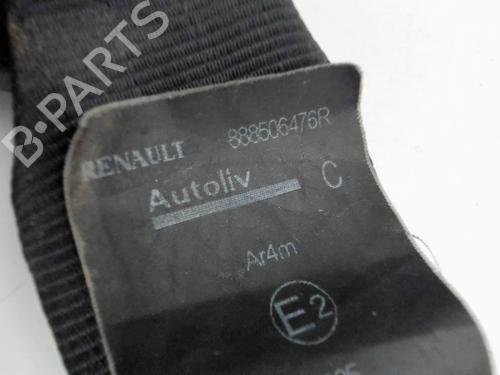 B-PARTS
RENAULT 888506476R
Autoliv C
Ar4m
E2